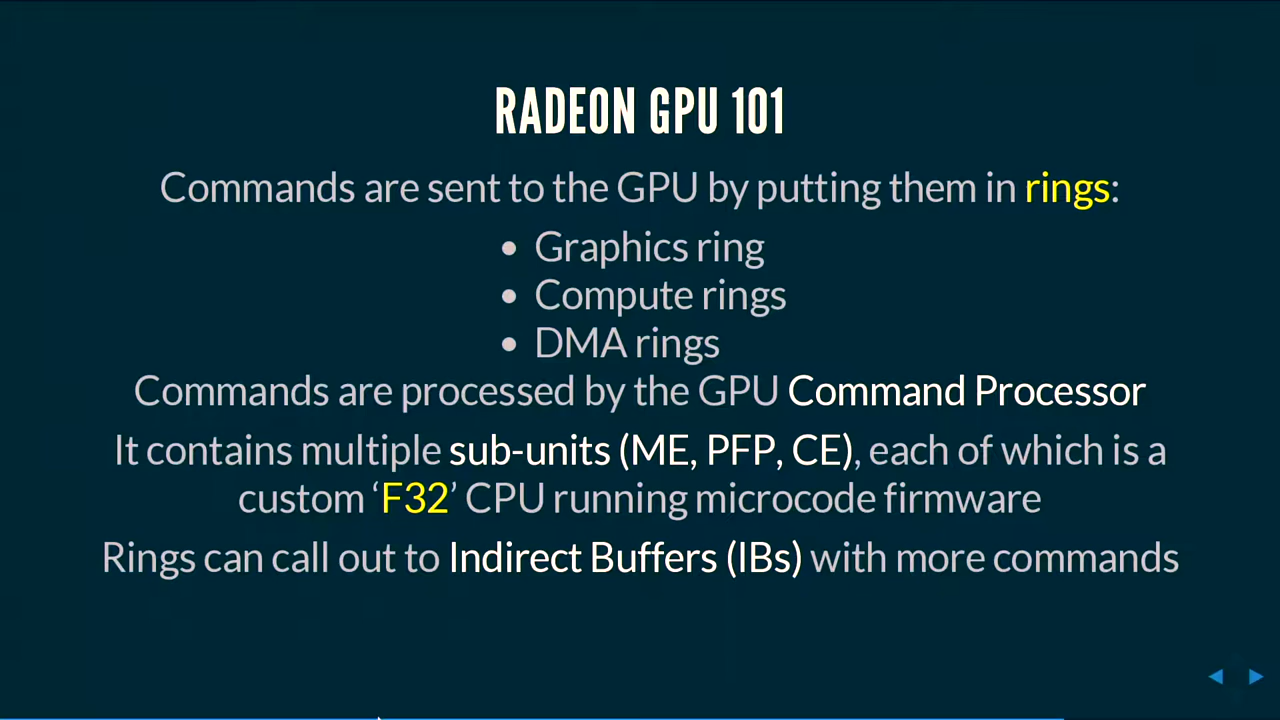 RADEON GPU 101
Commands are sent to the GPU by putting them in rings:
• Graphics ring
• Compute rings
• DMA rings
Commands are processed by the GPU Command Processor
It contains multiple sub-units (ME, PFP, CE), each of which is a
custom ‘F32’ CPU running microcode firmware
Rings can call out to Indirect Buffers (IBs) with more commands